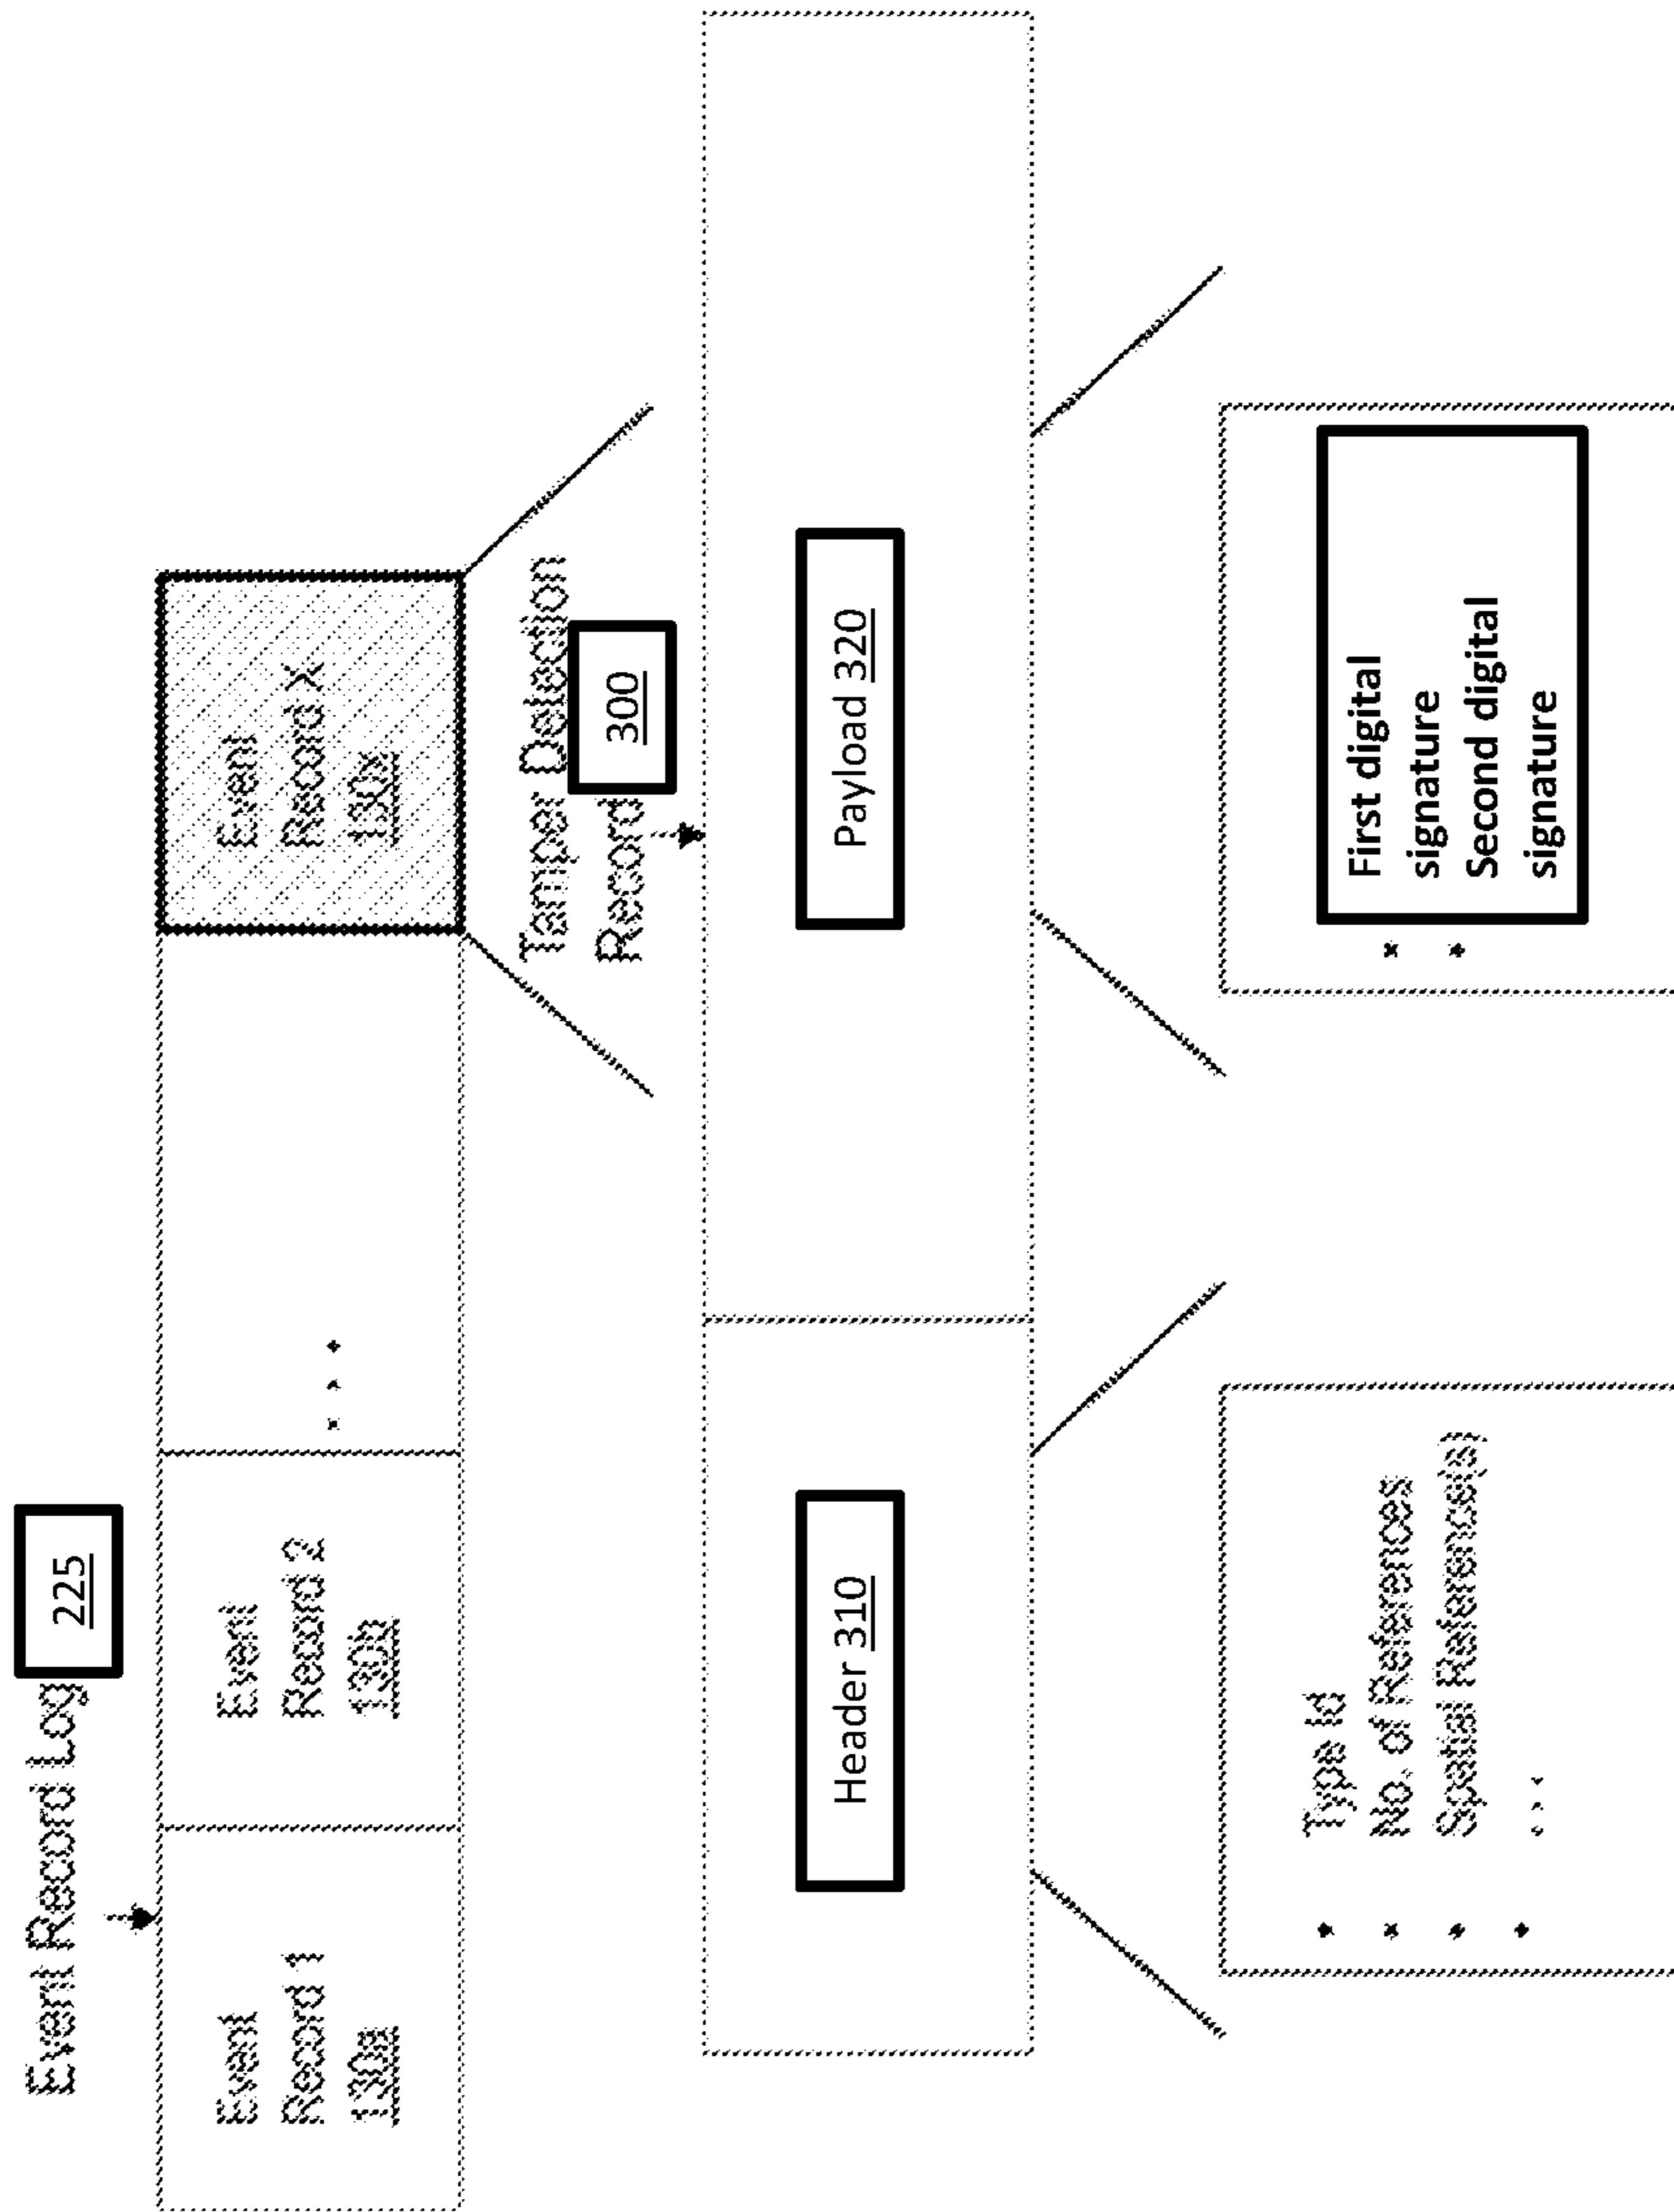 Event Record Log 225
Event
Record 1
130a
Event
Record 2
130b
. . .
Event
Record X
130x
Tamper Detection
Record 300
Header 310
Payload 320
• Type Id
• No. of References
• Spatial Reference(s)
• . . .
• First digital
signature
• Second digital
signature